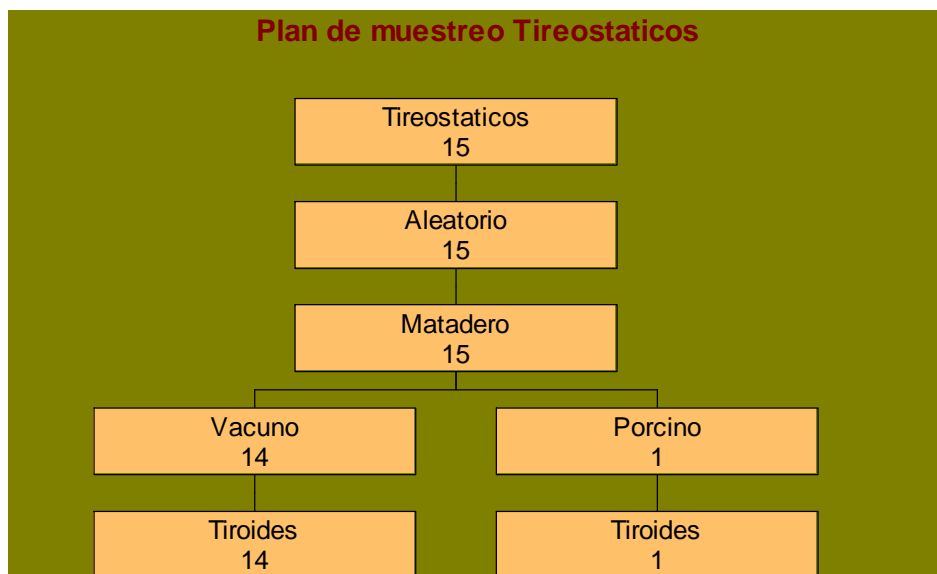 Plan de muestreo Tireostaticos
Tireostaticos
15
Aleatorio
15
Matadero
15
Vacuno
14
Porcino
1
Tiroides
14
Tiroides
1